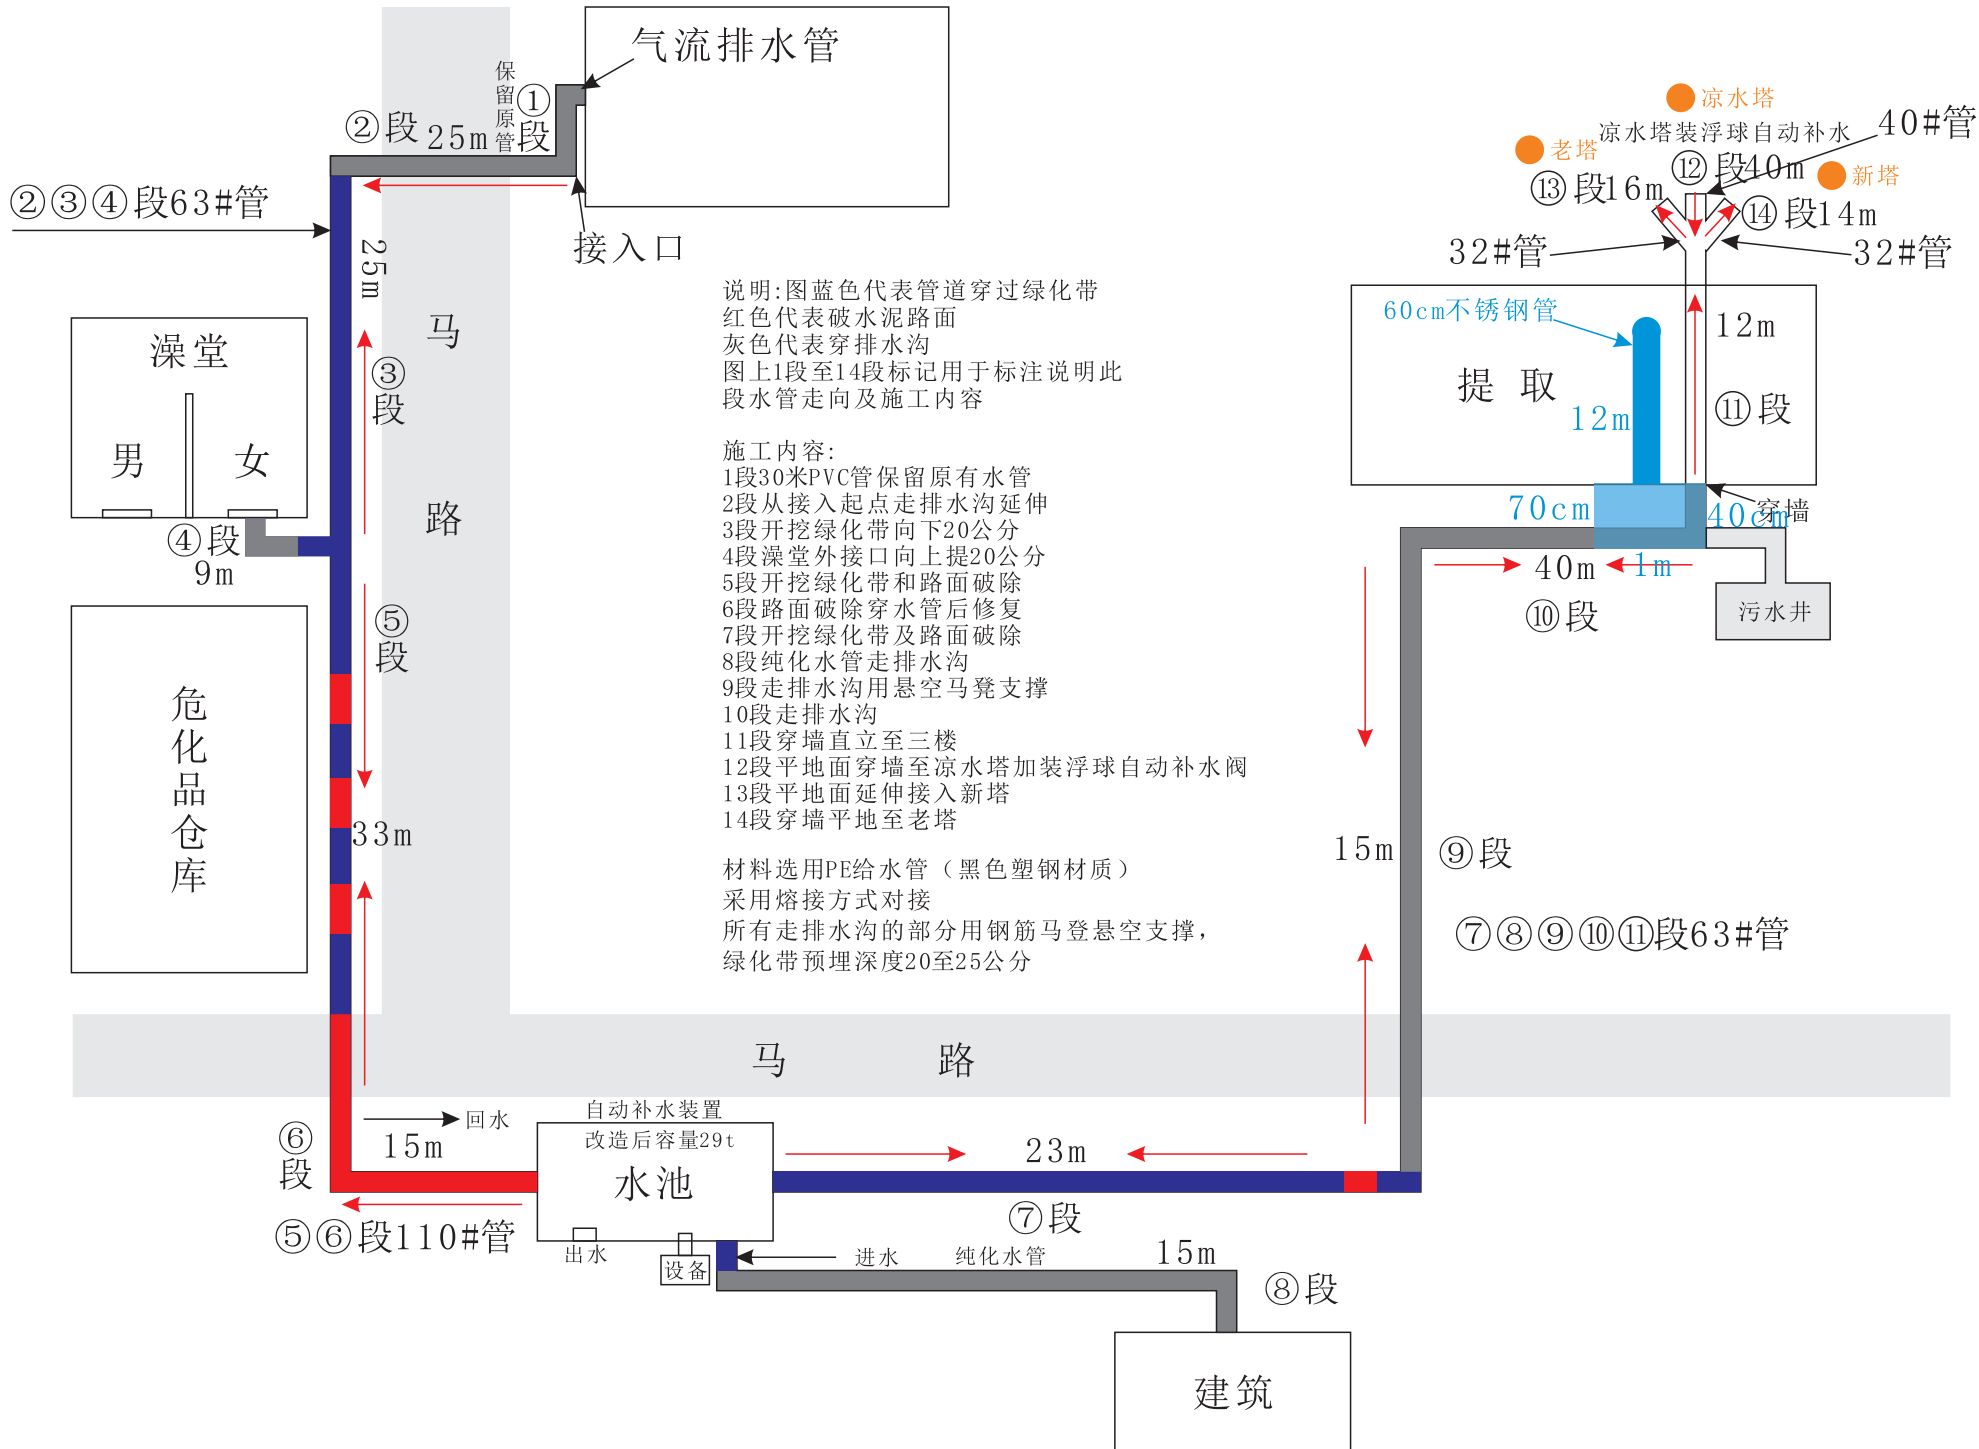 气流排水管
保留原管
①段
②段
25m
②③④段63#管
接入口
25m
③段
马路
澡堂
男
女
④段
9m
⑤段
危化品仓库
33m
说明:图蓝色代表管道穿过绿化带
红色代表破水泥路面
灰色代表穿排水沟
图上1段至14段标记用于标注说明此
段水管走向及施工内容
施工内容:
1段30米PVC管保留原有水管
2段从接入起点走排水沟延伸
3段开挖绿化带向下20公分
4段澡堂外接口向上提20公分
5段开挖绿化带和路面破除
6段路面破除穿水管后修复
7段开挖绿化带及路面破除
8段纯化水管走排水沟
9段走排水沟用悬空马凳支撑
10段走排水沟
11段穿墙直立至三楼
12段平地面穿墙至凉水塔加装浮球自动补水阀
13段平地面延伸接入新塔
14段穿墙平地至老塔
材料选用PE给水管（黑色塑钢材质）
采用熔接方式对接
所有走排水沟的部分用钢筋马登悬空支撑，
绿化带预埋深度20至25公分
凉水塔
凉水塔装浮球自动补水
40#管
老塔
⑫段40m
新塔
⑬段16m
⑭段14m
32#管
32#管
60cm不锈钢管
12m
提取
12m
⑪段
70cm
40cm
穿墙
40m
1m
⑩段
污水井
15m
⑨段
⑦⑧⑨⑩⑪段63#管
马路
⑥段
回水
15m
⑤⑥段110#管
自动补水装置
改造后容量29t
水池
出水
设备
23m
⑦段
进水
纯化水管
15m
⑧段
建筑